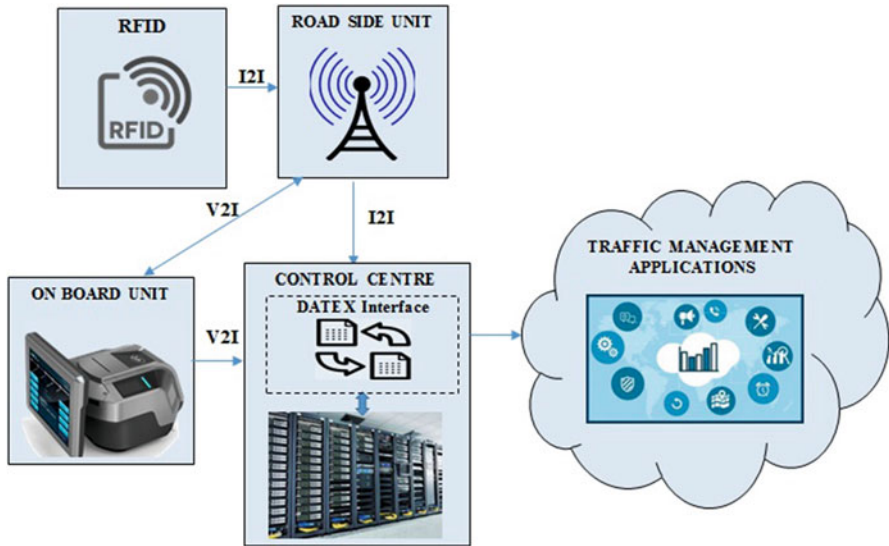 RFID
RFID
I2I
ROAD SIDE UNIT
V2I
I2I
ON BOARD UNIT
V2I
CONTROL CENTRE
DATEX Interface
TRAFFIC MANAGEMENT
APPLICATIONS